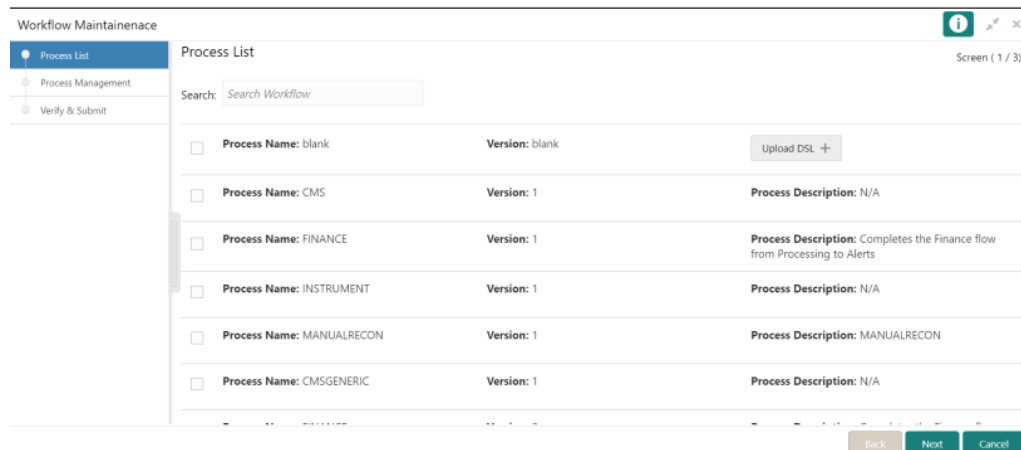 Workflow Maintainenace
Process List
Process Management
Verify & Submit
Process List
Screen ( 1 / 3)
Search: Search Workflow
Process Name: blank Version: blank Upload DSL +
Process Name: CMS Version: 1 Process Description: N/A
Process Name: FINANCE Version: 1 Process Description: Completes the Finance flow
from Processing to Alerts
Process Name: INSTRUMENT Version: 1 Process Description: N/A
Process Name: MANUALRECON Version: 1 Process Description: MANUALRECON
Process Name: CMSGENERIC Version: 1 Process Description: N/A
Back Next Cancel